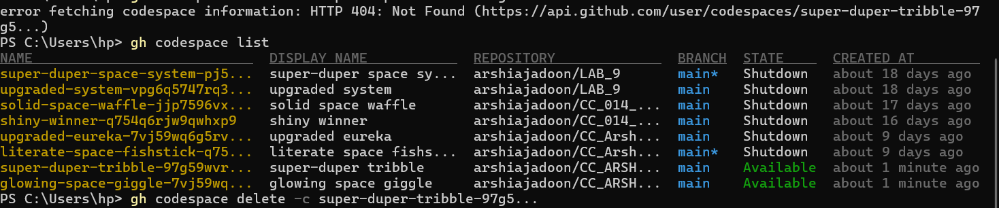 error fetching codespace information: HTTP 404: Not Found (https://api.github.com/user/codespaces/super-duper-tribble-97
g5...)
PS C:\Users\hp> gh codespace list
NAME DISPLAY NAME REPOSITORY BRANCH STATE CREATED AT
super-duper-space-system-pj5... super-duper space sy... arshiajadoon/LAB_9 main* Shutdown about 18 days ago
upgraded-system-vpg6q5747rq3... upgraded system arshiajadoon/LAB_9 main Shutdown about 18 days ago
solid-space-waffle-jjp7596vx... solid space waffle arshiajadoon/CC_014_... main Shutdown about 17 days ago
shiny-winner-q754q6rjw9qwhxp9 shiny winner arshiajadoon/CC_014_... main Shutdown about 16 days ago
upgraded-eureka-7vj59wq6g5rv... upgraded eureka arshiajadoon/CC_Arsh... main Shutdown about 9 days ago
literate-space-fishstick-q75... literate space fishs... arshiajadoon/CC_Arsh... main* Shutdown about 9 days ago
super-duper-tribble-97g59wvr... super-duper tribble arshiajadoon/CC_ARSH... main Available about 1 minute ago
glowing-space-giggle-7vj59wq... glowing space giggle arshiajadoon/CC_ARSH... main Available about 1 minute ago
PS C:\Users\hp> gh codespace delete -c super-duper-tribble-97g5...